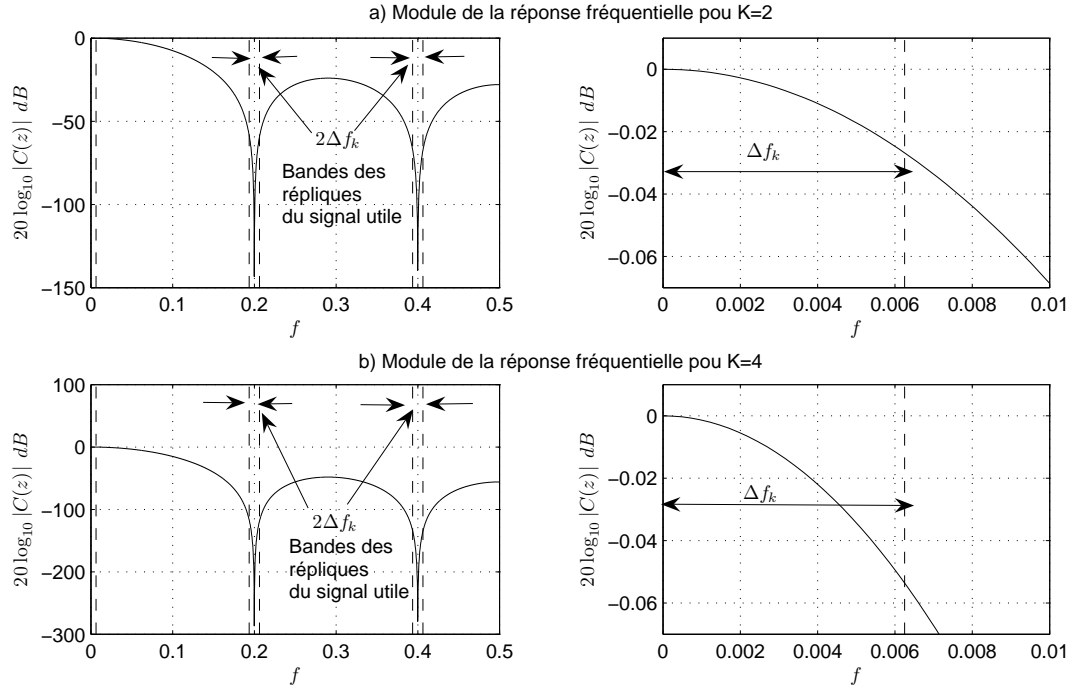 a) Module de la réponse fréquentielle pou K=2
20 log₁₀ |C(z)| dB
0
−50
−100
−150
0
0.1
0.2
0.3
0.4
0.5
f
2Δfₖ
Bandes des
répliques
du signal utile
20 log₁₀ |C(z)| dB
0
−0.02
−0.04
−0.06
0
0.002
0.004
0.006
0.008
0.01
f
Δfₖ
b) Module de la réponse fréquentielle pou K=4
20 log₁₀ |C(z)| dB
100
0
−100
−200
−300
0
0.1
0.2
0.3
0.4
0.5
f
2Δfₖ
Bandes des
répliques
du signal utile
20 log₁₀ |C(z)| dB
0
−0.02
−0.04
−0.06
0
0.002
0.004
0.006
0.008
0.01
f
Δfₖ